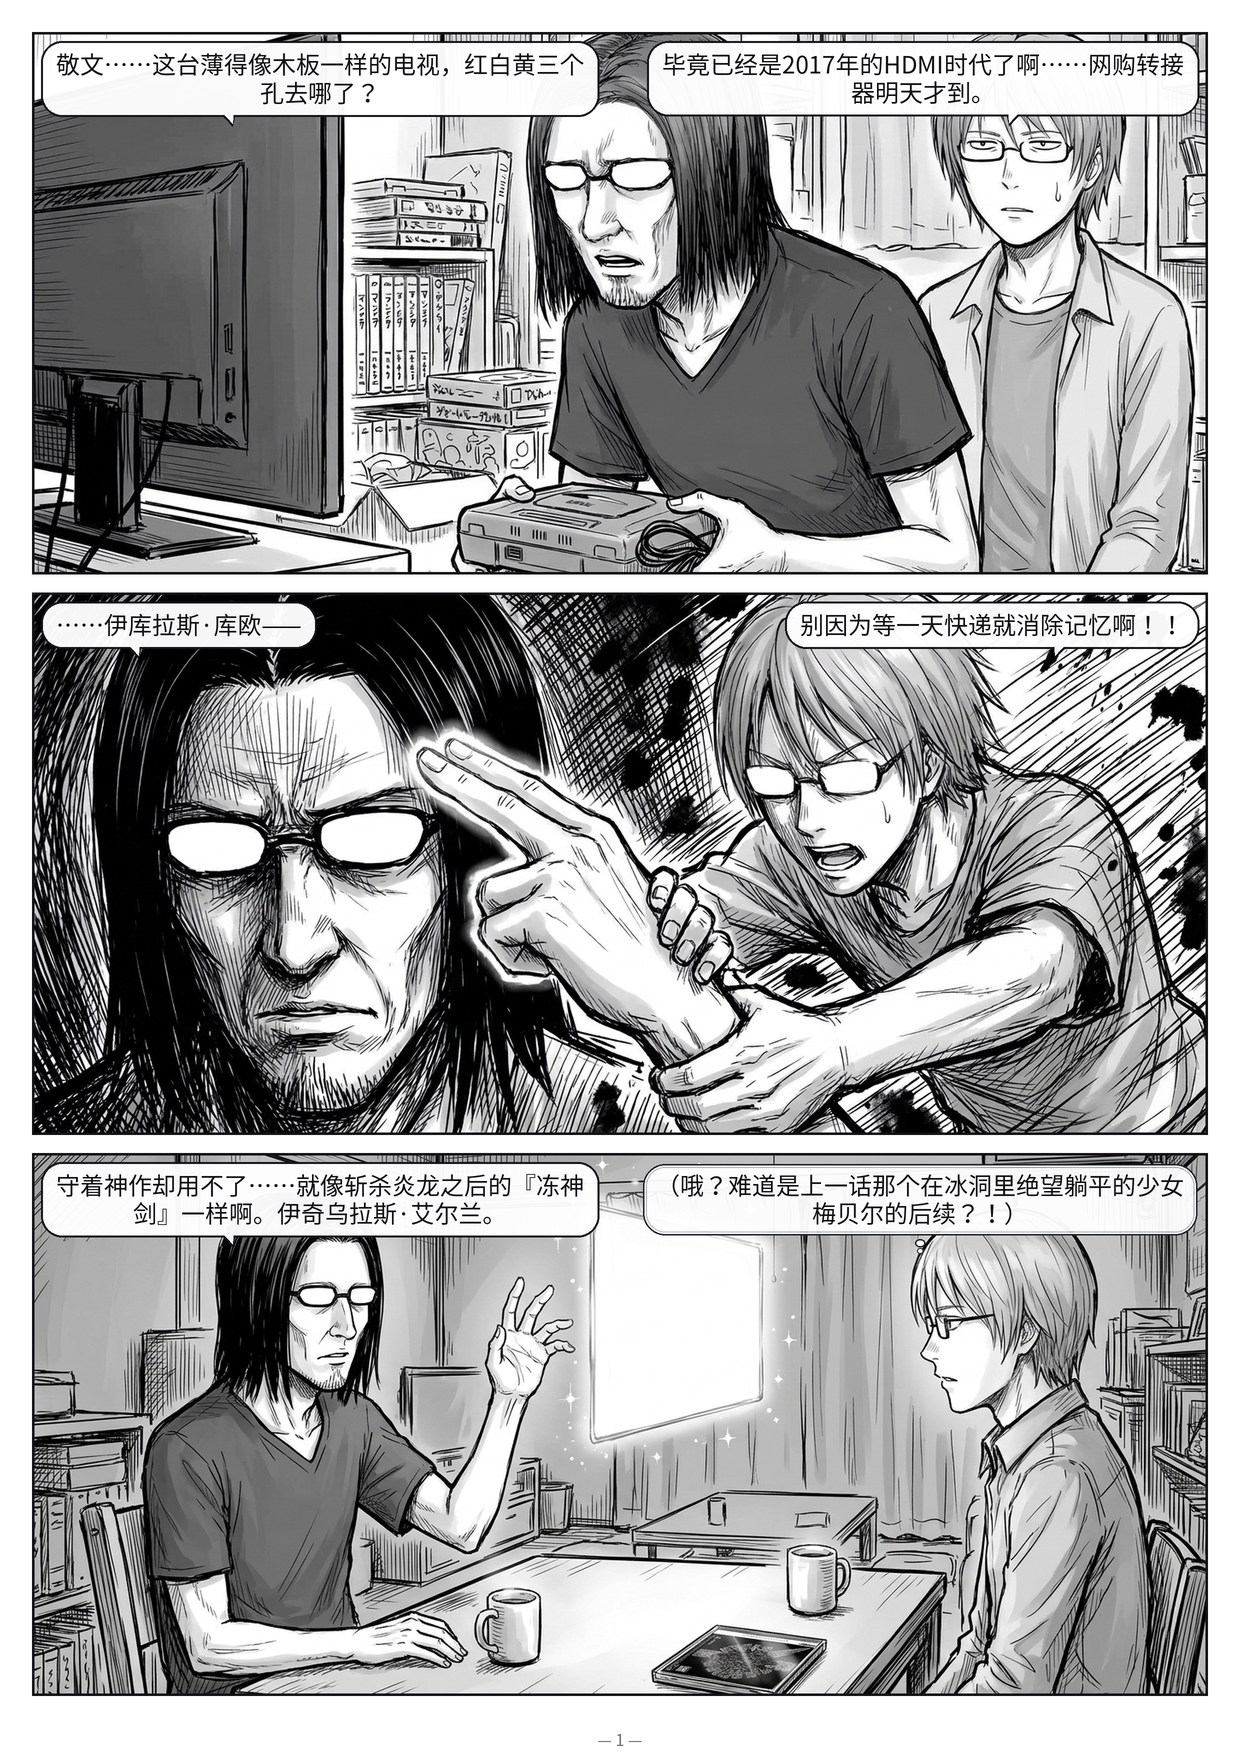 敬文……这台薄得像木板一样的电视，红白黄三个
孔去哪了？
毕竟已经是2017年的HDMI时代了啊……网购转接
器明天才到。
……伊库拉斯·库欧——
别因为等一天快递就消除记忆啊！！
守着神作却用不了……就像斩杀炎龙之后的『冻神
剑』一样啊。伊奇乌拉斯·艾尔兰。
（哦？难道是上一话那个在冰洞里绝望躺平的少女
梅贝尔的后续？！）
— 1 —